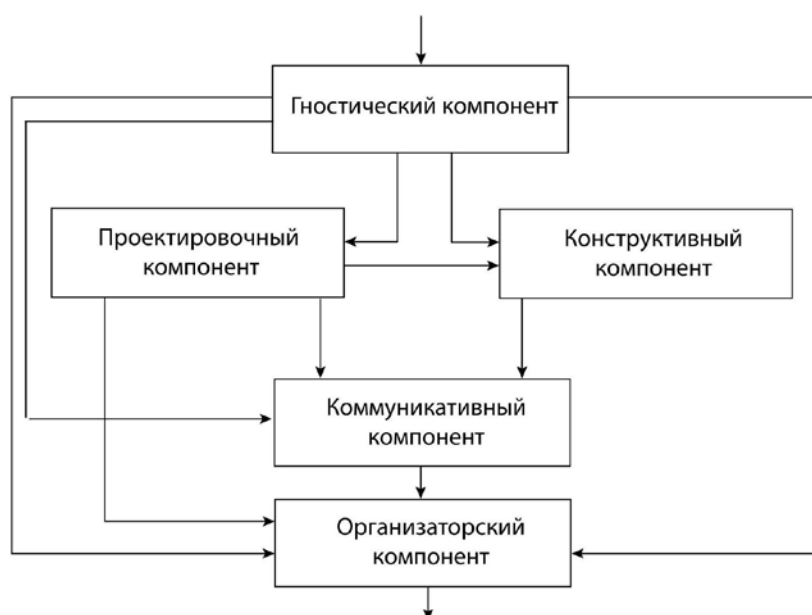 Гностический компонент
Проектировочный
компонент
Конструктивный
компонент
Коммуникативный
компонент
Организаторский
компонент